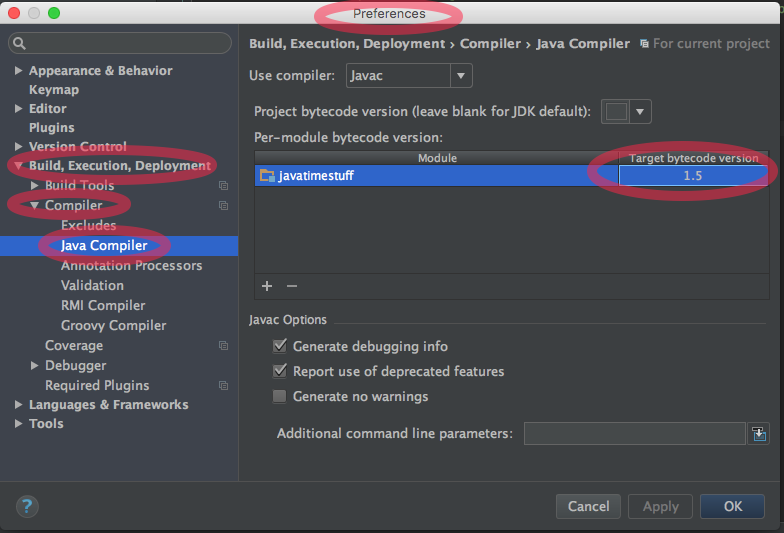 Preferences
Appearance & Behavior
Keymap
Editor
Plugins
Version Control
Build, Execution, Deployment
Build Tools
Compiler
Excludes
Java Compiler
Annotation Processors
Validation
RMI Compiler
Groovy Compiler
Coverage
Debugger
Required Plugins
Languages & Frameworks
Tools
?
Build, Execution, Deployment › Compiler › Java Compiler For current project
Use compiler: Javac
Project bytecode version (leave blank for JDK default):
Per-module bytecode version:
Module Target bytecode version
javatimestuff 1.5
+ −
Javac Options
Generate debugging info
Report use of deprecated features
Generate no warnings
Additional command line parameters:
Cancel Apply OK